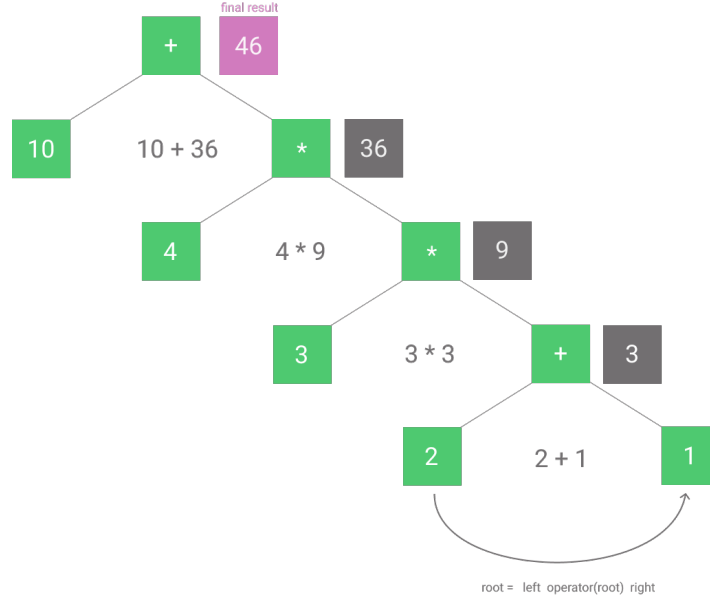 final result
+ 46
10 10 + 36 * 36
4 4 * 9 * 9
3 3 * 3 + 3
2 2 + 1 1
root = left operator(root) right